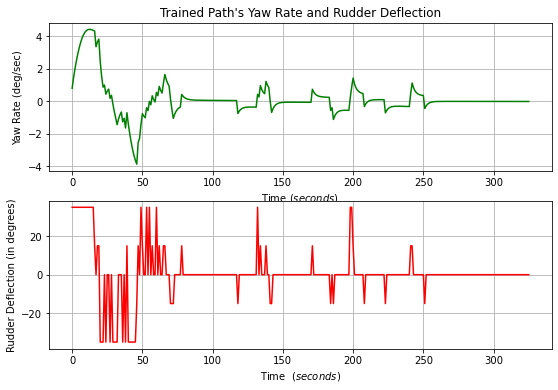 Trained Path's Yaw Rate and Rudder Deflection
Yaw Rate (deg/sec)
4
2
0
−2
−4
0 50 100 150 200 250 300
Time (seconds)
Rudder Deflection (in degrees)
20
0
−20
0 50 100 150 200 250 300
Time (seconds)